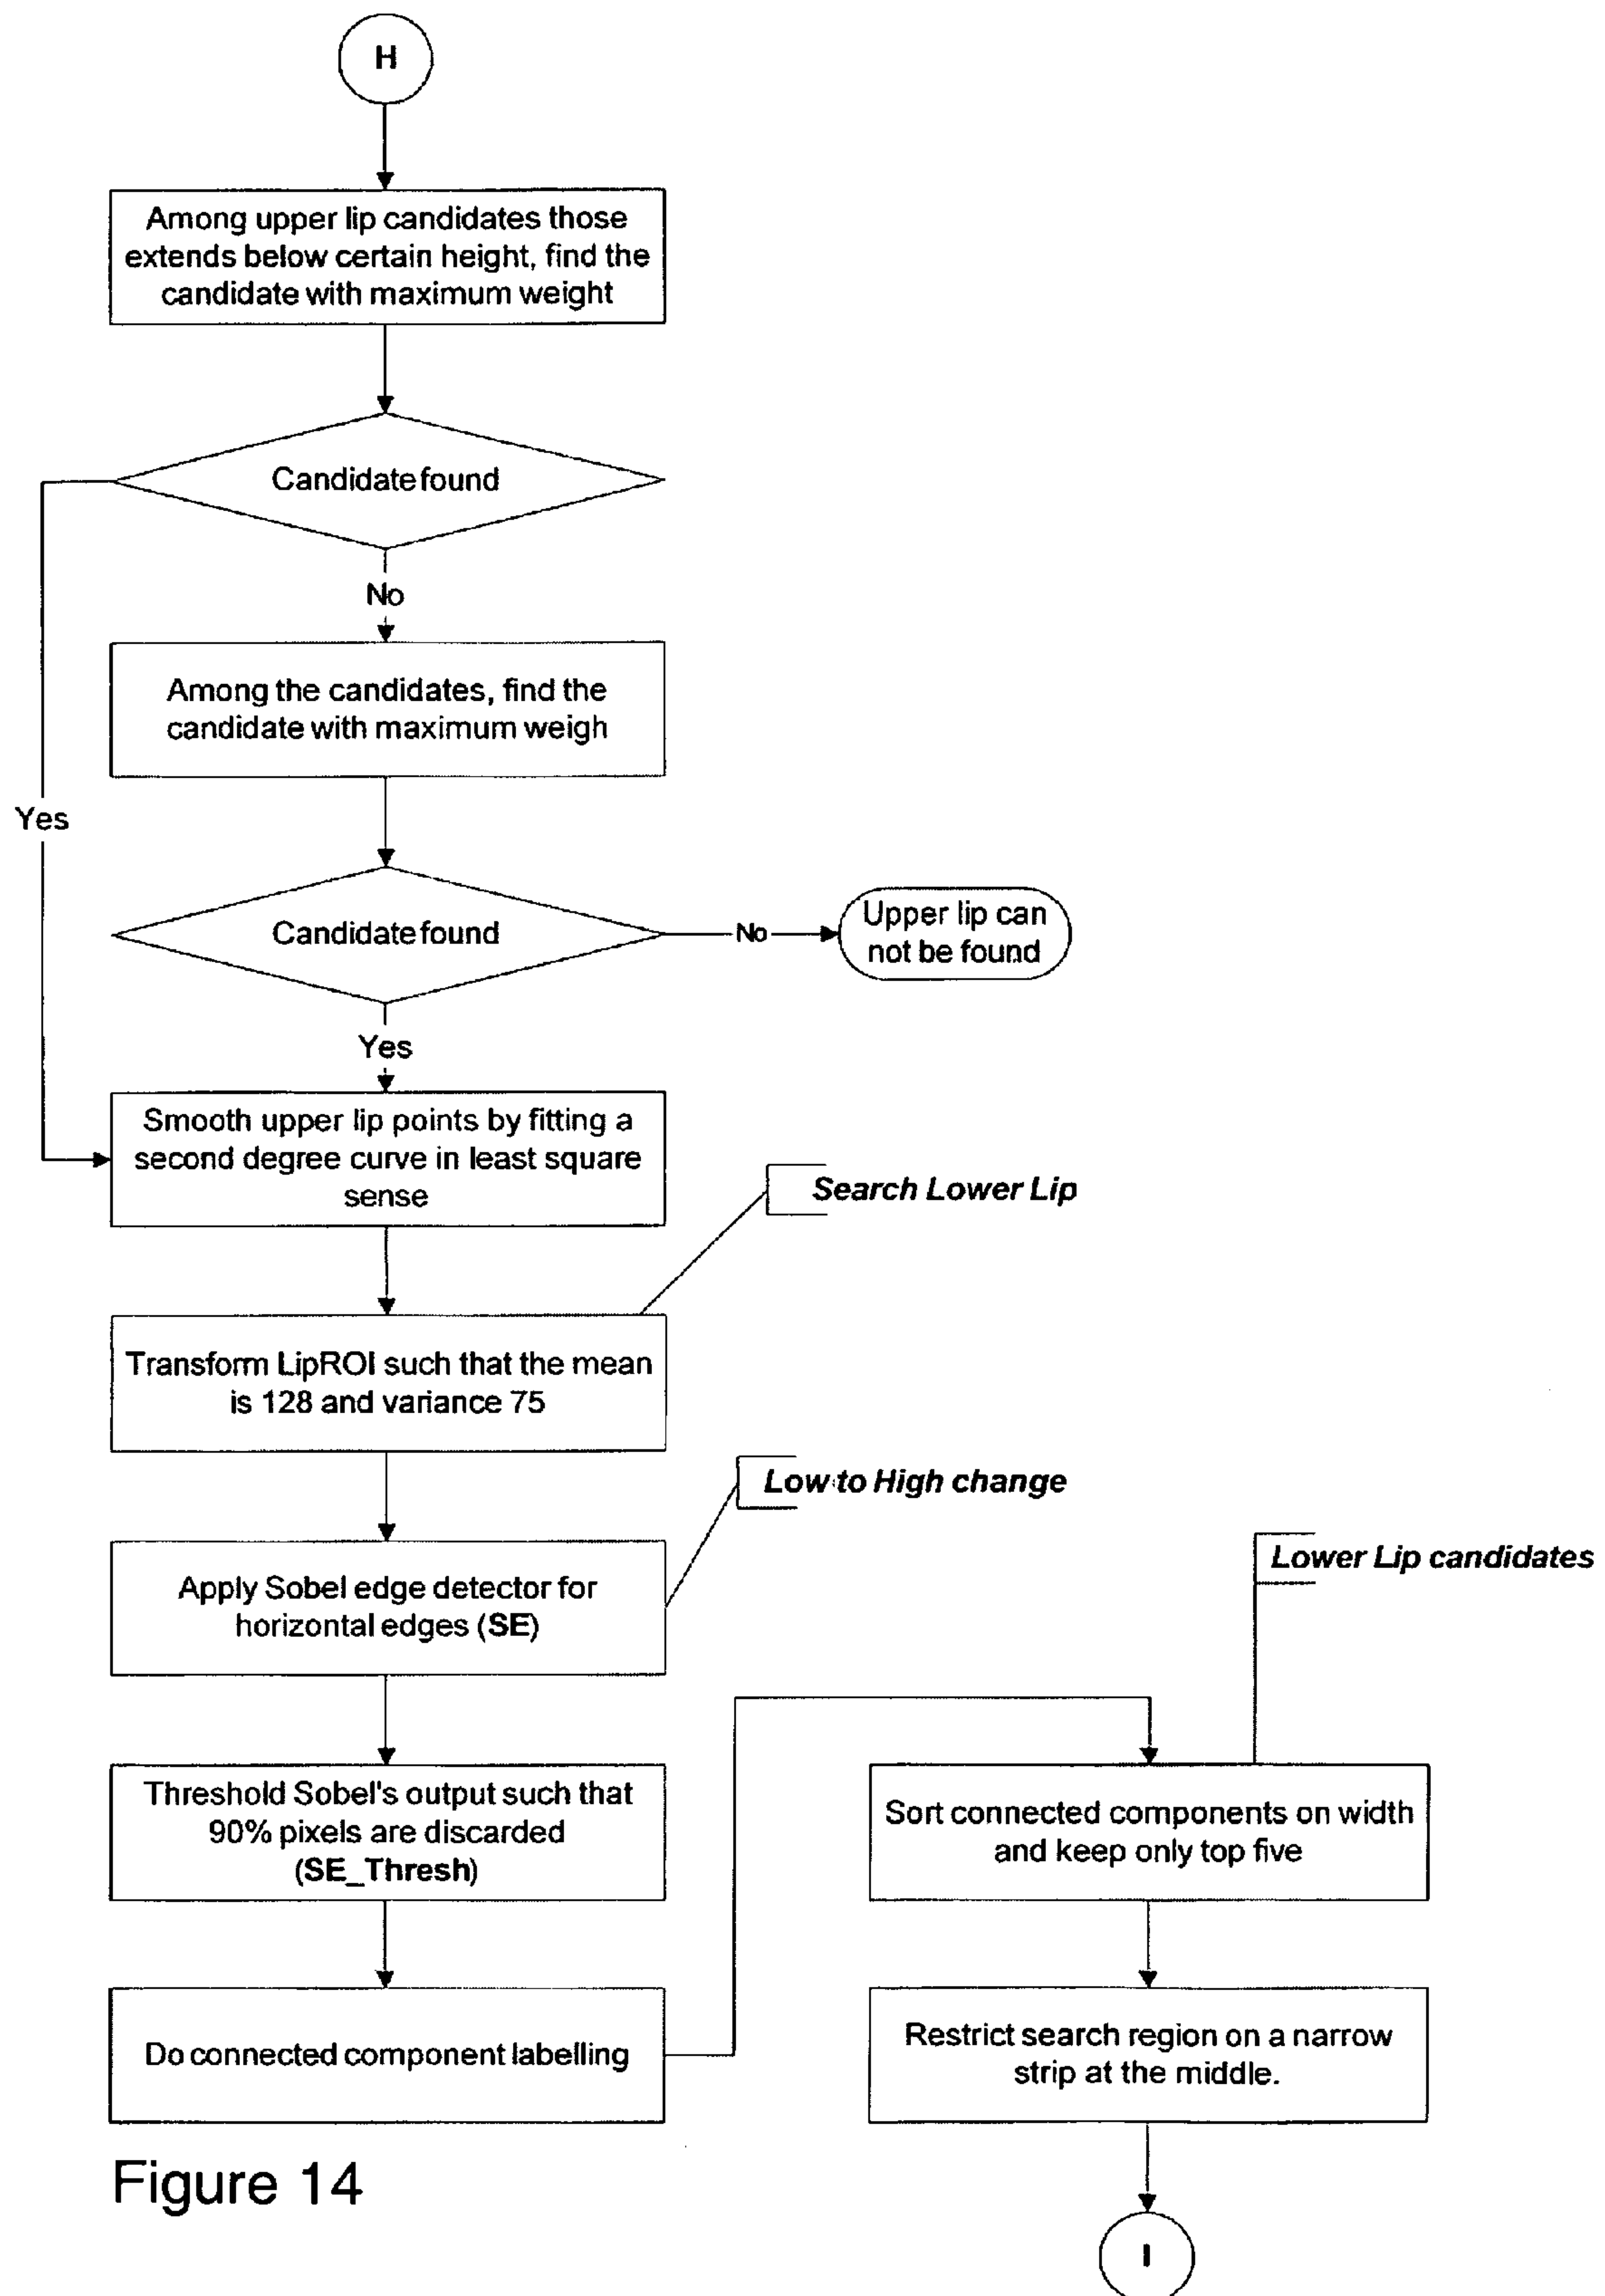 H
Among upper lip candidates those
extends below certain height, find the
candidate with maximum weight
Candidate found
No
Among the candidates, find the
candidate with maximum weigh
Yes
Candidate found
No
Upper lip can
not be found
Yes
Smooth upper lip points by fitting a
second degree curve in least square
sense
Search Lower Lip
Transform LipROI such that the mean
is 128 and variance 75
Low to High change
Apply Sobel edge detector for
horizontal edges (SE)
Lower Lip candidates
Threshold Sobel's output such that
90% pixels are discarded
(SE_Thresh)
Sort connected components on width
and keep only top five
Do connected component labelling
Restrict search region on a narrow
strip at the middle.
Figure 14
I